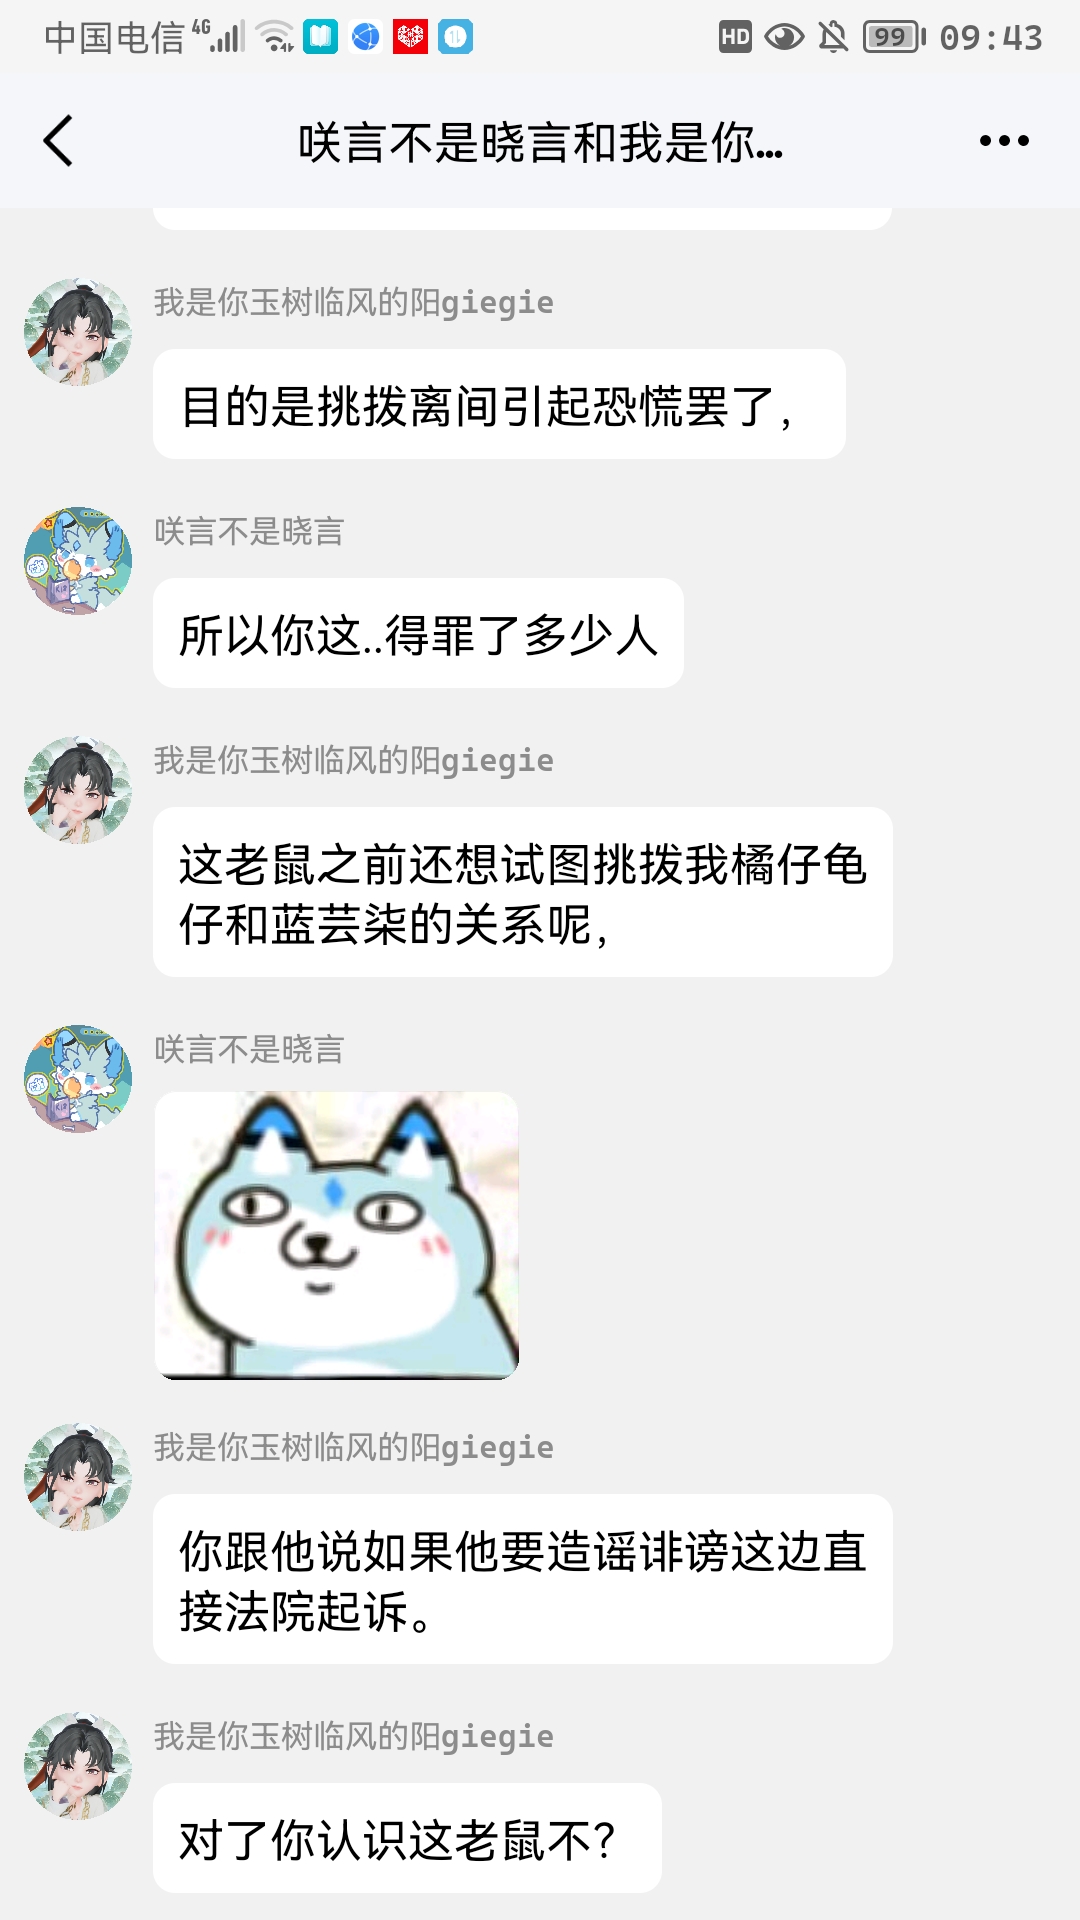 中国电信 4G HD 99 09:43
咲言不是晓言和我是你...
我是你玉树临风的阳giegie
目的是挑拨离间引起恐慌罢了,
咲言不是晓言
所以你这..得罪了多少人
我是你玉树临风的阳giegie
这老鼠之前还想试图挑拨我橘仔龟
仔和蓝芸柒的关系呢,
咲言不是晓言
我是你玉树临风的阳giegie
你跟他说如果他要造谣诽谤这边直
接法院起诉。
我是你玉树临风的阳giegie
对了你认识这老鼠不?